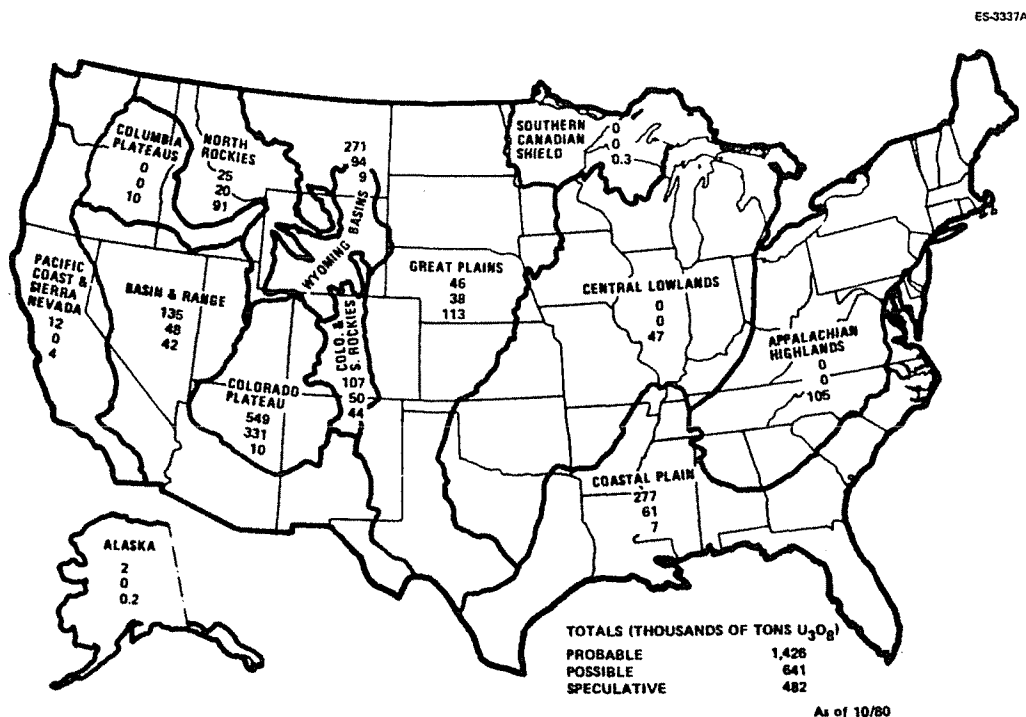 ES-3337A
COLUMBIA
PLATEAUS
0
0
10
NORTH
ROCKIES
25
20
91
271
94
9
WYOMING BASINS
SOUTHERN
CANADIAN
SHIELD
0
0
0.3
PACIFIC
COAST &
SIERRA
NEVADA
12
0
4
BASIN & RANGE
135
48
42
COLORADO
PLATEAU
549
331
10
COLO. &
S. ROCKIES
107
50
44
GREAT PLAINS
46
38
113
CENTRAL LOWLANDS
0
0
47
APPALACHIAN
HIGHLANDS
0
0
105
COASTAL PLAIN
277
61
7
ALASKA
2
0
0.2
TOTALS (THOUSANDS OF TONS U3O8)
PROBABLE 1,426
POSSIBLE 641
SPECULATIVE 482
As of 10/80